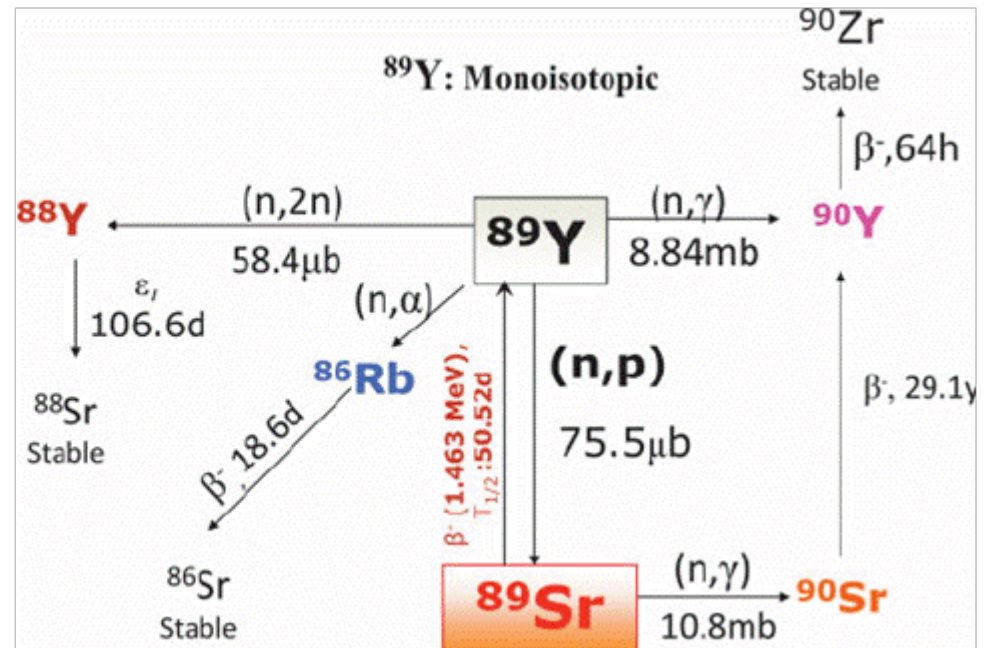 ⁹⁰Zr
Stable
⁸⁹Y: Monoisotopic
β⁻,64h
⁸⁸Y
(n,2n)
58.4μb
⁸⁹Y
(n,γ)
8.84mb
⁹⁰Y
ε,
106.6d
(n,α)
⁸⁶Rb
⁸⁸Sr
Stable
β⁻, 18.6d
β⁻ (1.463 MeV),
T₁/₂ :50.52d
(n,p)
75.5μb
β⁻, 29.1y
⁸⁶Sr
Stable
⁸⁹Sr
(n,γ)
10.8mb
⁹⁰Sr